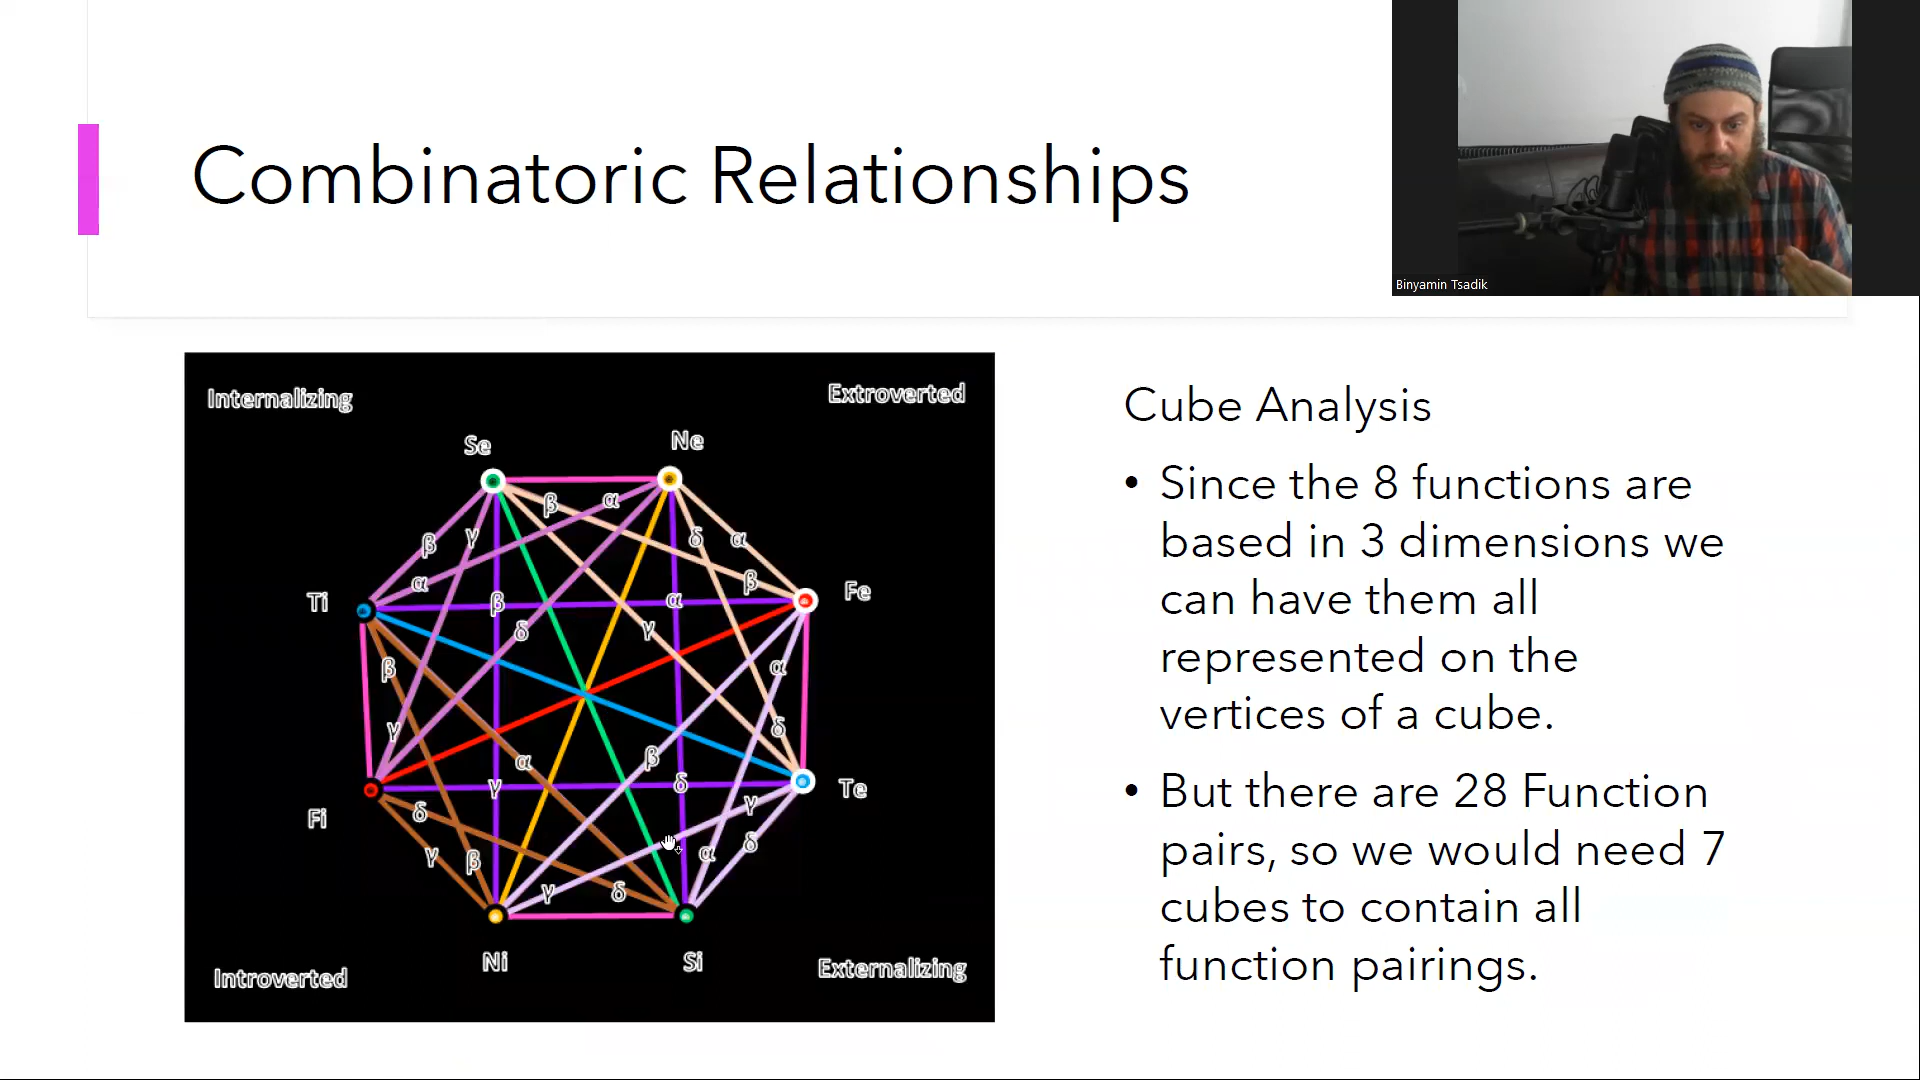 Combinatoric Relationships
Binyamin Tsadik
Internalizing
Extroverted
Se
Ne
β
α
β
γ
δ
α
α
β
Ti
Fe
β
α
δ
γ
β
α
γ
δ
α
β
γ
δ
Te
Fi
δ
γ
γ
β
α
δ
γ
δ
Ni
Si
Introverted
Externalizing
Cube Analysis
• Since the 8 functions are
based in 3 dimensions we
can have them all
represented on the
vertices of a cube.
• But there are 28 Function
pairs, so we would need 7
cubes to contain all
function pairings.